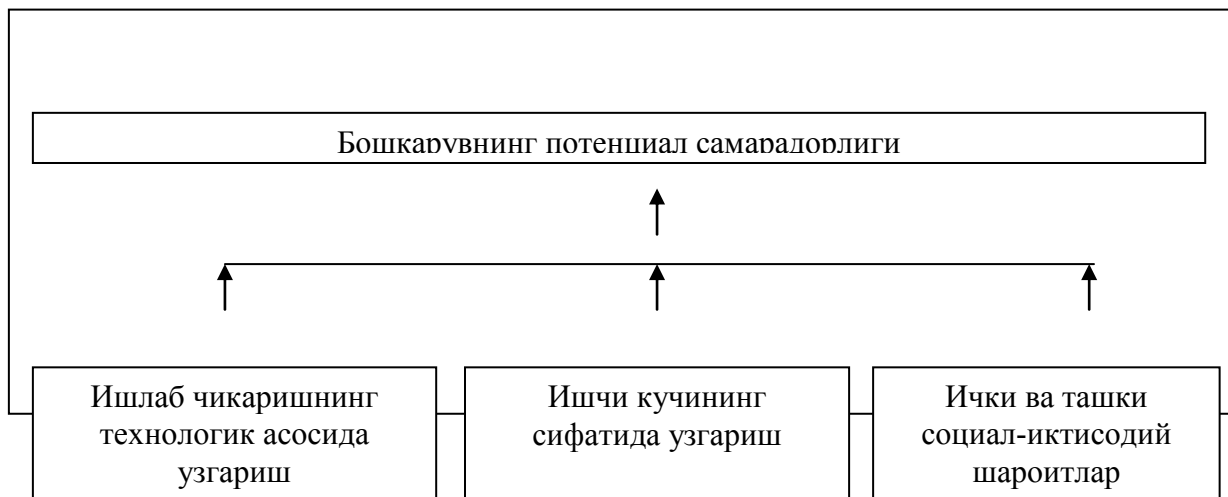 Бошкарувнинг потенциал самарадорлиги
Ишлаб чикаришнинг
технологик асосида
узгариш
Ишчи кучининг
сифатида узгариш
Ички ва ташки
социал-иктисодий
шароитлар